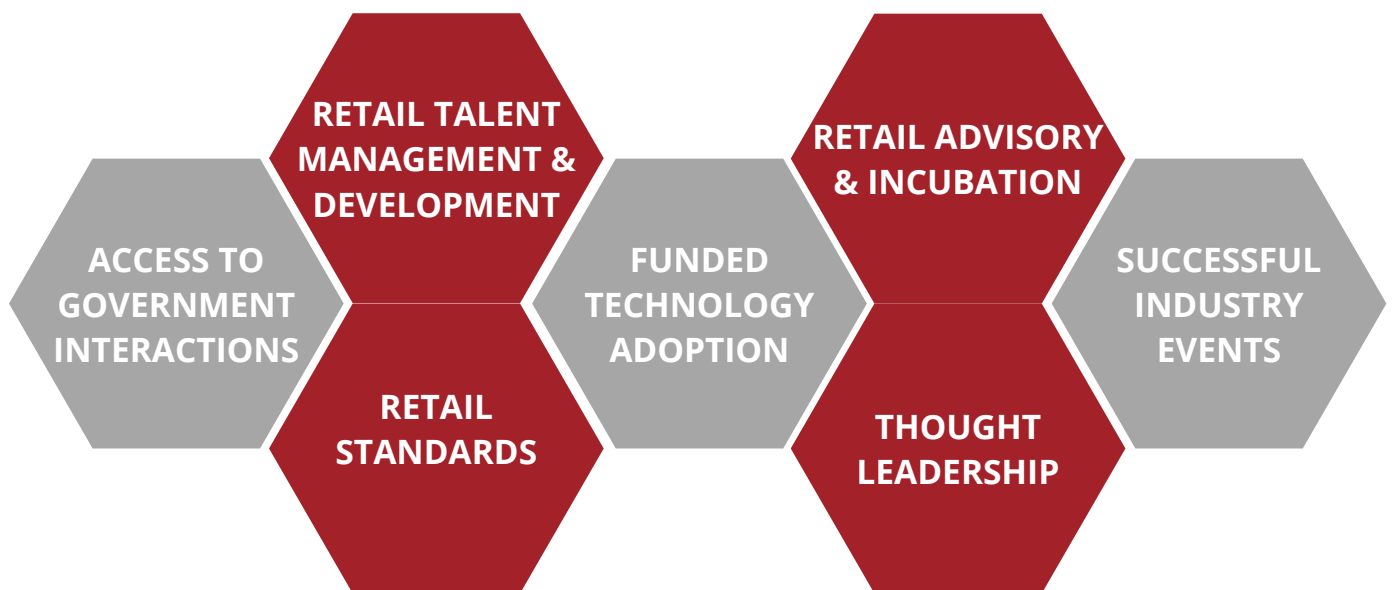 RETAIL TALENT
MANAGEMENT &
DEVELOPMENT
RETAIL ADVISORY
& INCUBATION
ACCESS TO
GOVERNMENT
INTERACTIONS
FUNDED
TECHNOLOGY
ADOPTION
SUCCESSFUL
INDUSTRY
EVENTS
RETAIL
STANDARDS
THOUGHT
LEADERSHIP